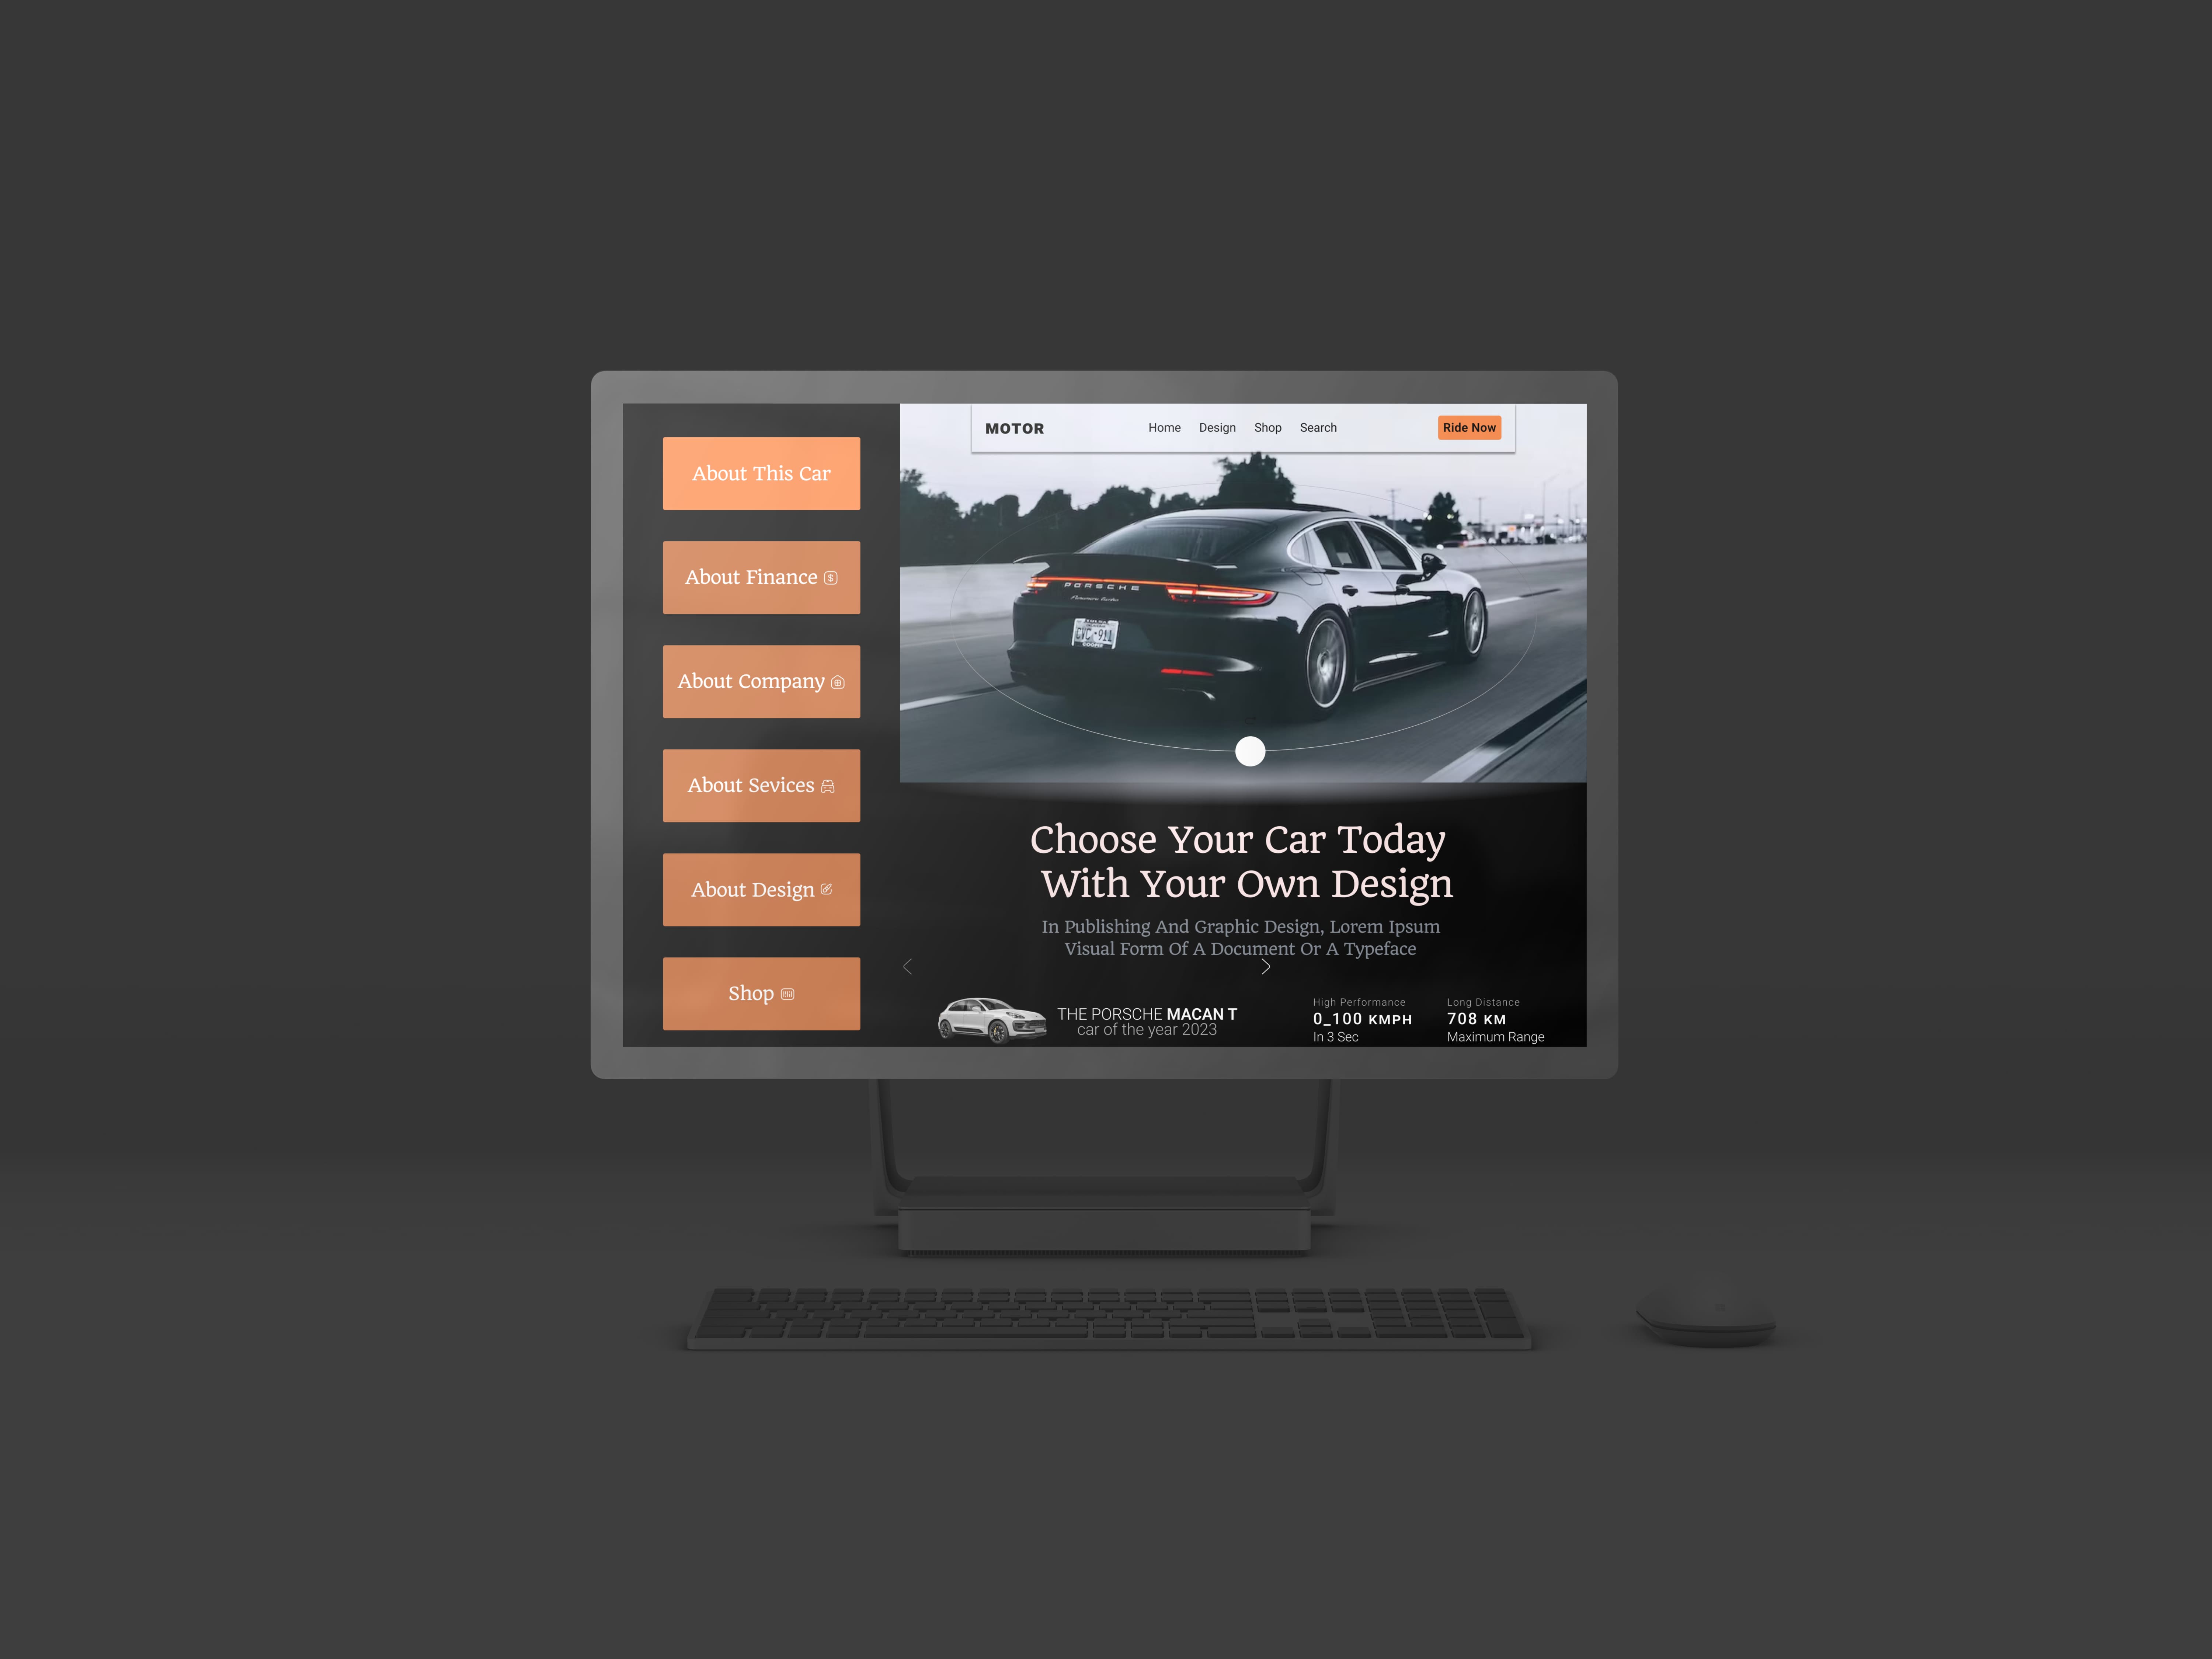 About This Car
About Finance
About Company
About Sevices
About Design
Shop
MOTOR
Home Design Shop Search
Ride Now
PORSCHE
Choose Your Car Today
With Your Own Design
In Publishing And Graphic Design, Lorem Ipsum
Visual Form Of A Document Or A Typeface
THE PORSCHE MACAN T
car of the year 2023
High Performance
0_100 KMPH
In 3 Sec
Long Distance
708 KM
Maximum Range